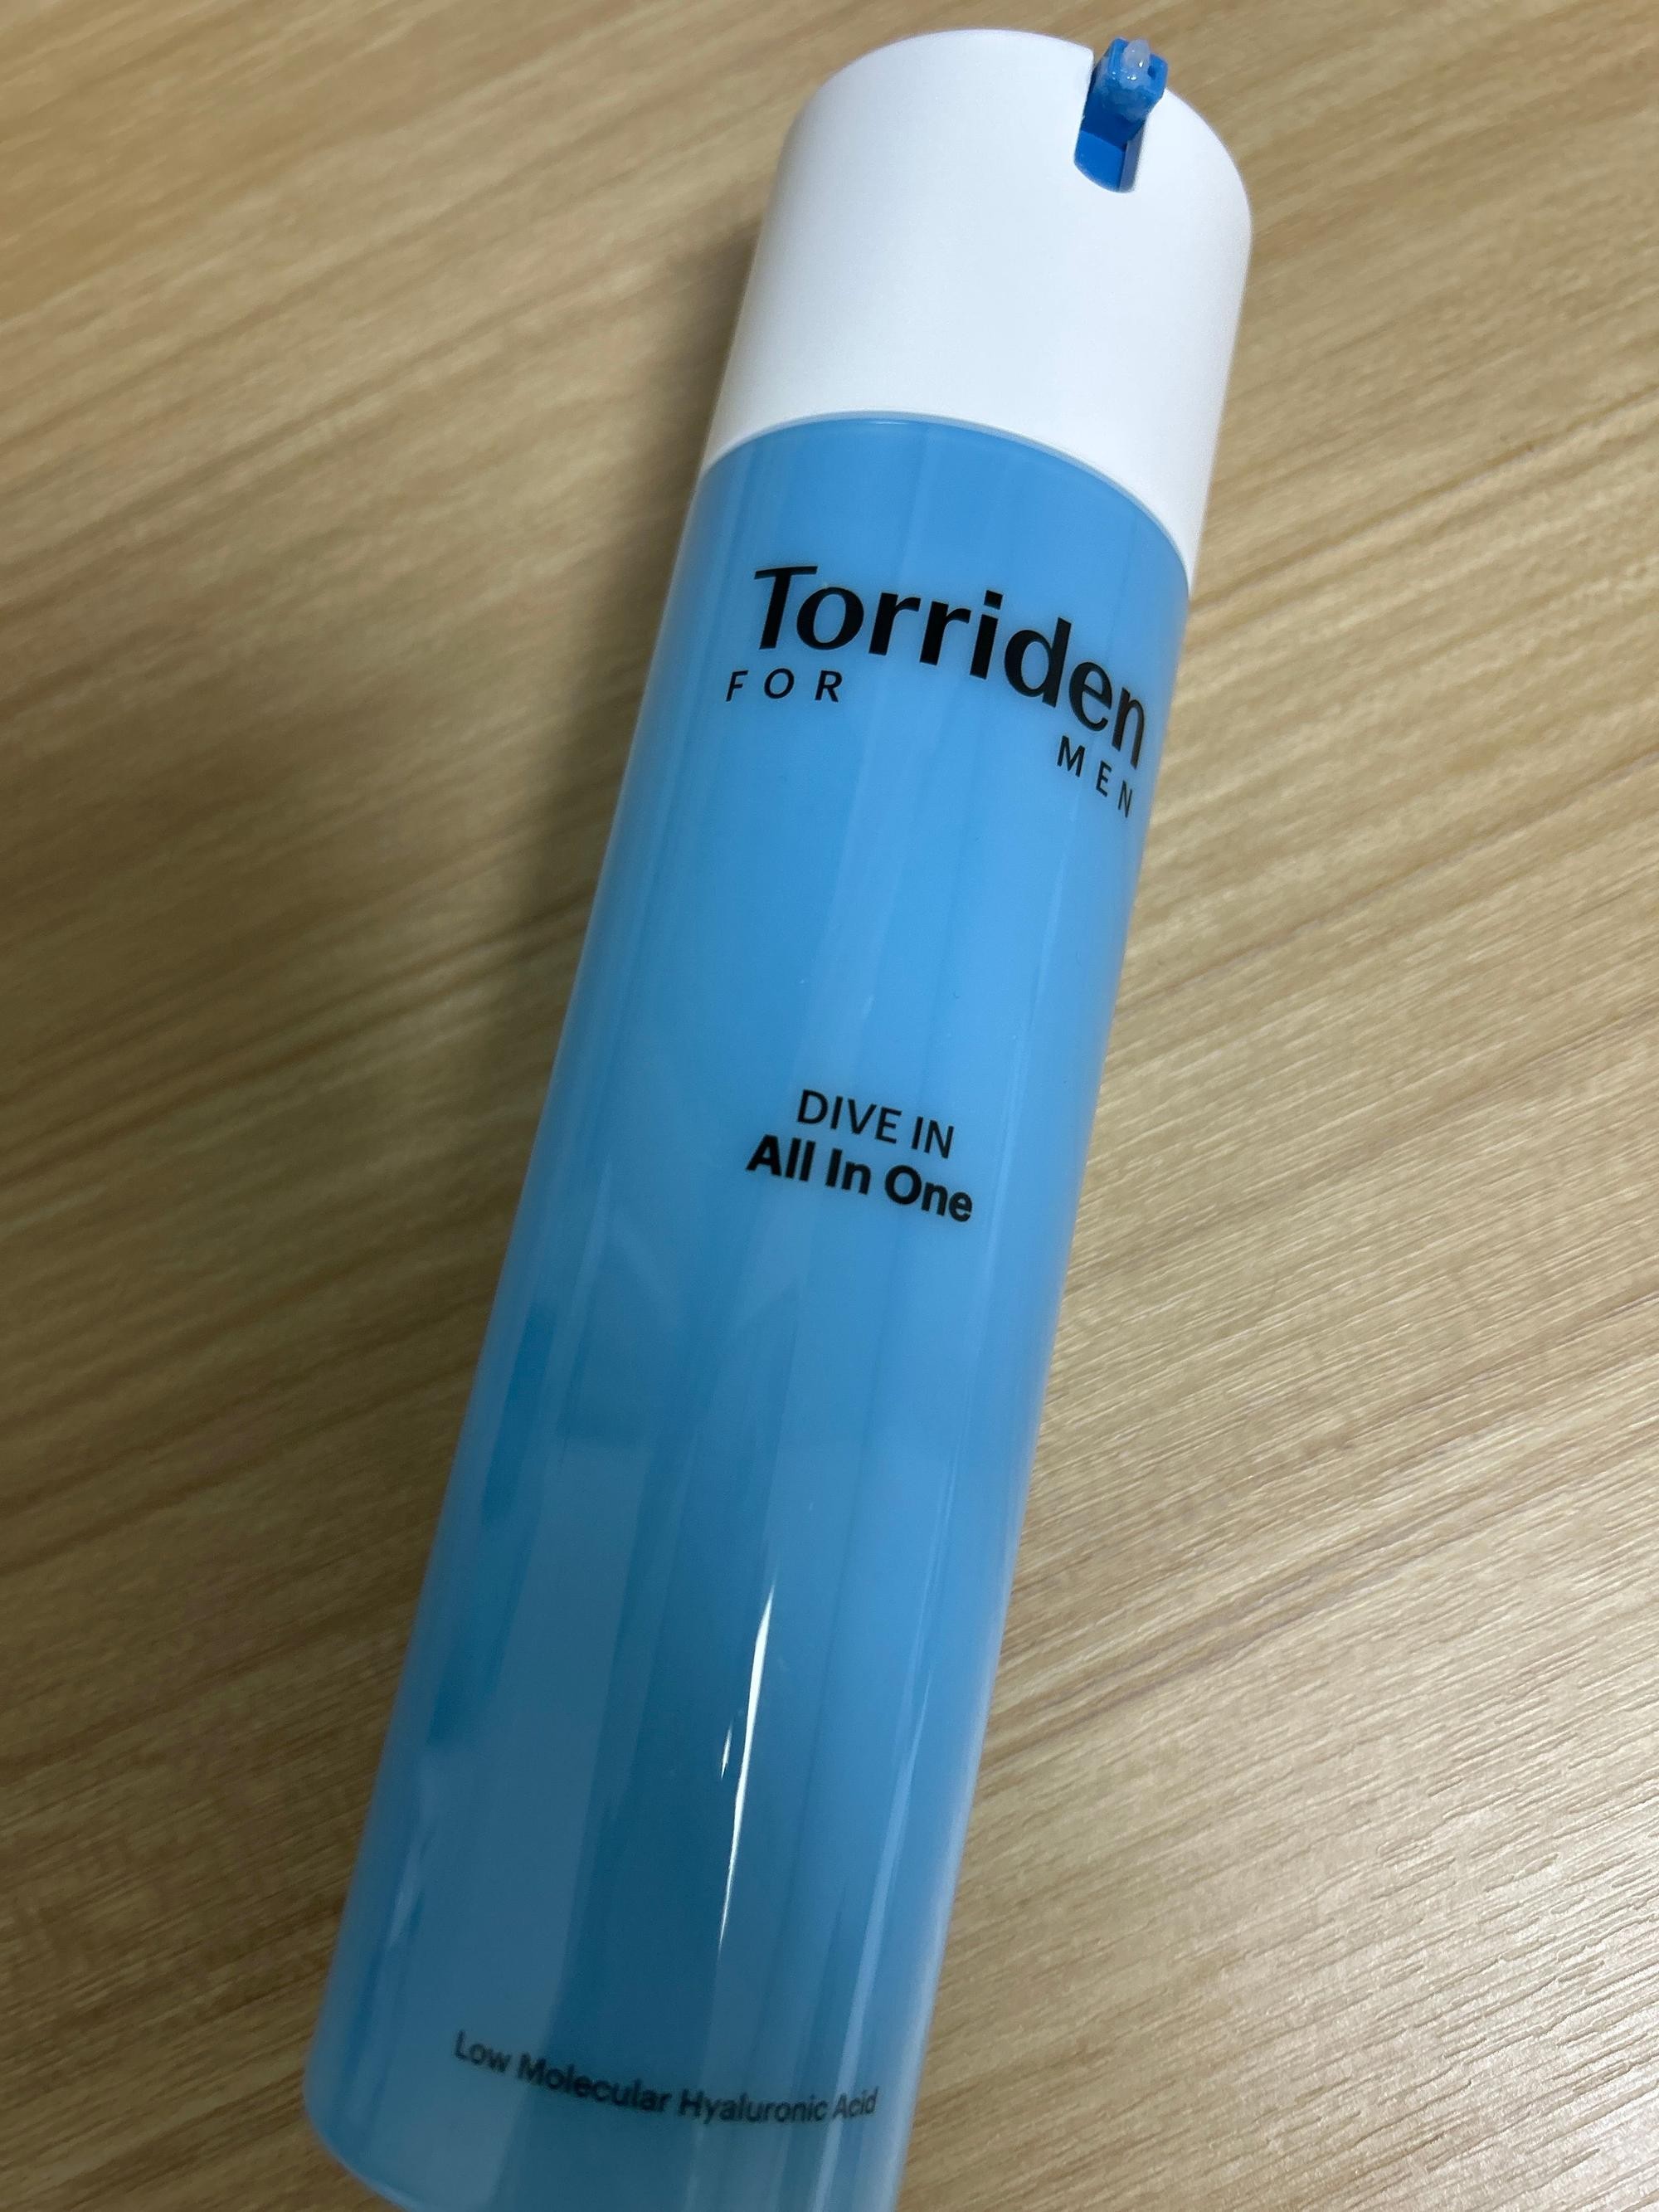 Torriden
FOR MEN
DIVE IN
All In One
Low Molecular Hyaluronic Acid